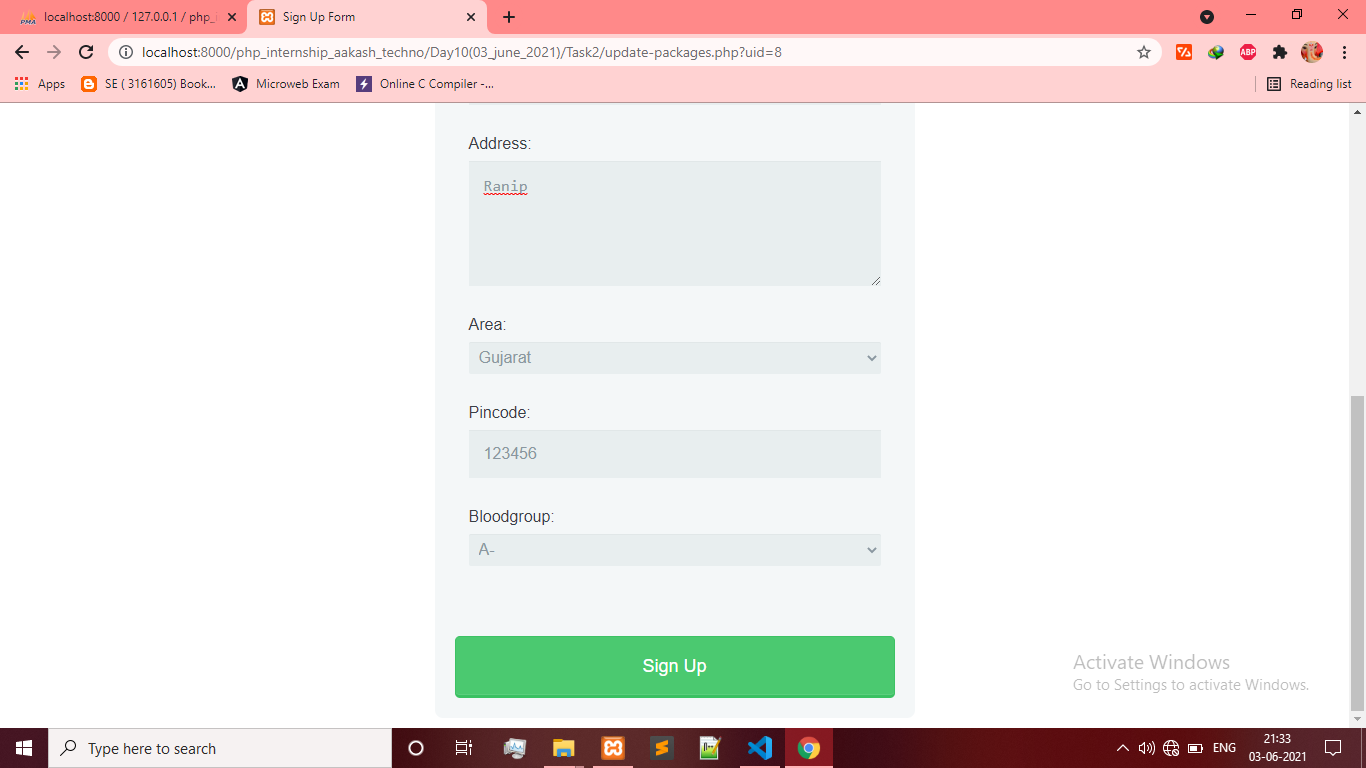 localhost:8000 / 127.0.0.1 / php_i
Sign Up Form
localhost:8000/php_internship_aakash_techno/Day10(03_june_2021)/Task2/update-packages.php?uid=8
Apps
SE ( 3161605) Book...
Microweb Exam
Online C Compiler -...
Reading list
Address:
Ranip
Area:
Gujarat
Pincode:
123456
Bloodgroup:
A-
Sign Up
Activate Windows
Go to Settings to activate Windows.
Type here to search
ENG
21:33
03-06-2021